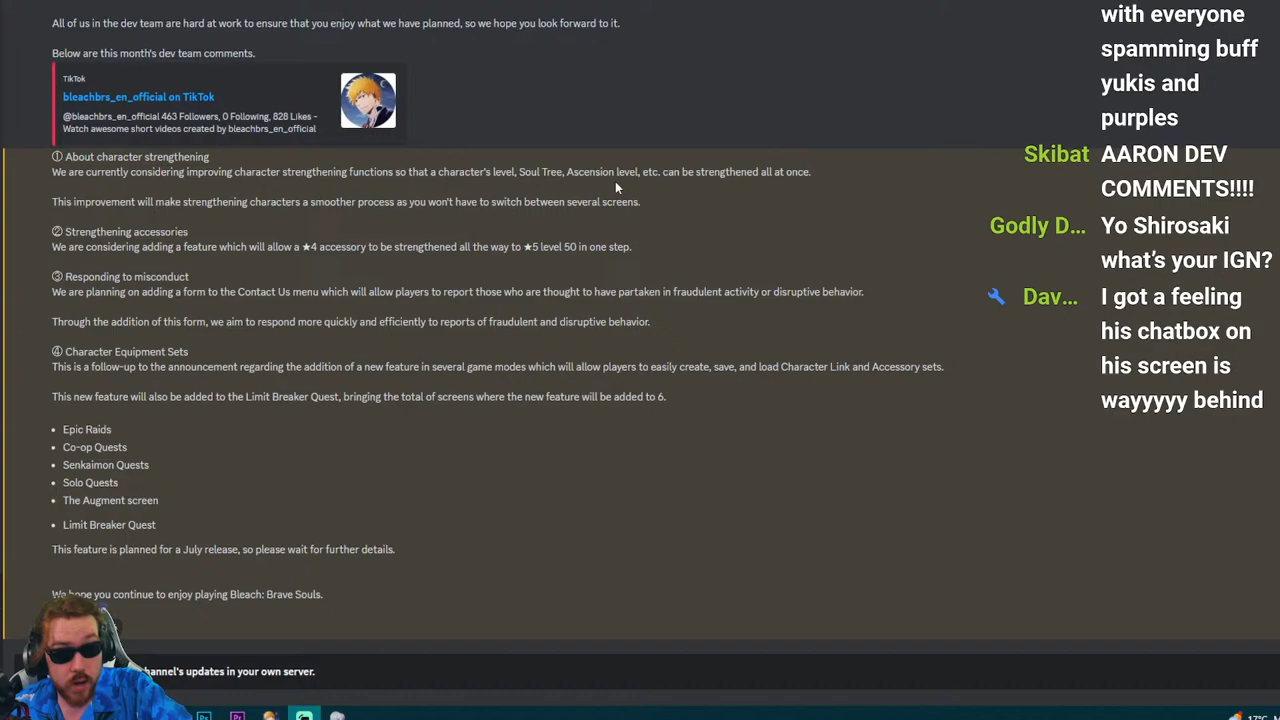 All of us in the dev team are hard at work to ensure that you enjoy what we have planned, so we hope you look forward to it.
Below are this month's dev team comments.
TikTok
bleachbrs_en_official on TikTok
@bleachbrs_en_official 463 Followers, 0 Following, 828 Likes -
Watch awesome short videos created by bleachbrs_en_official
① About character strengthening
We are currently considering improving character strengthening functions so that a character's level, Soul Tree, Ascension level, etc. can be strengthened all at once.
This improvement will make strengthening characters a smoother process as you won't have to switch between several screens.
② Strengthening accessories
We are considering adding a feature which will allow a ★4 accessory to be strengthened all the way to ★5 level 50 in one step.
③ Responding to misconduct
We are planning on adding a form to the Contact Us menu which will allow players to report those who are thought to have partaken in fraudulent activity or disruptive behavior.
Through the addition of this form, we aim to respond more quickly and efficiently to reports of fraudulent and disruptive behavior.
④ Character Equipment Sets
This is a follow-up to the announcement regarding the addition of a new feature in several game modes which will allow players to easily create, save, and load Character Link and Accessory sets.
This new feature will also be added to the Limit Breaker Quest, bringing the total of screens where the new feature will be added to 6.
• Epic Raids
• Co-op Quests
• Senkaimon Quests
• Solo Quests
• The Augment screen
• Limit Breaker Quest
This feature is planned for a July release, so please wait for further details.
We hope you continue to enjoy playing Bleach: Brave Souls.
channel's updates in your own server.
with everyone
spamming buff
yukis and
purples
Skibat AARON DEV
COMMENTS!!!!
Godly D... Yo Shirosaki
what's your IGN?
Dav... I got a feeling
his chatbox on
his screen is
wayyyyy behind
Ps
Pr
17°C